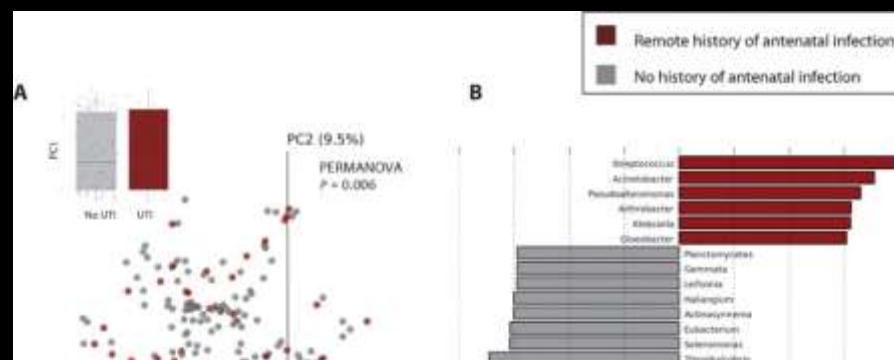 Remote history of antenatal infection
No history of antenatal infection
A
B
PC1
No UTI
UTI
PC2 (9.5%)
PERMANOVA
P = 0.006
Streptococcus
Acinetobacter
Pseudoalteromonas
Arthrobacter
Klebsiella
Gloeobacter
Planctomycetes
Gemmata
Leifsonia
Haliangium
Actinosynnema
Eubacterium
Selenomonas